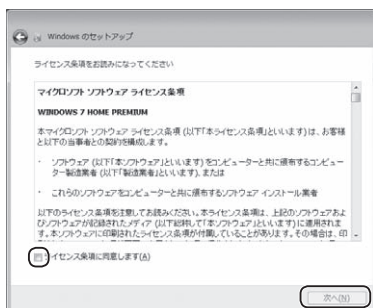 Windows のセットアップ
ライセンス条項をお読みになってください
マイクロソフト ソフトウェア ライセンス条項
WINDOWS 7 HOME PREMIUM
本マイクロソフト ソフトウェア ライセンス条項 (以下「本ライセンス条項」といいます) は、お客様
と以下の当事者との契約を構成します。
・ ソフトウェア (以下「本ソフトウェア」といいます) をコンピューターと共に頒布するコンピュー
ター製造業者 (以下「製造業者」といいます)、または
・ これらのソフトウェアをコンピューターと共に頒布するソフトウェア インストール業者
以下のライセンス条項を注意してお読みください。本ライセンス条項は、上記のソフトウェアおよ
びソフトウェアが記録されたメディア (以下総称して「本ソフトウェア」といいます) に適用されま
す。本ソフトウェアに印刷されたライセンス条項が付属していることがあります。その場合は、印
ライセンス条項に同意します(A)
次へ(N)